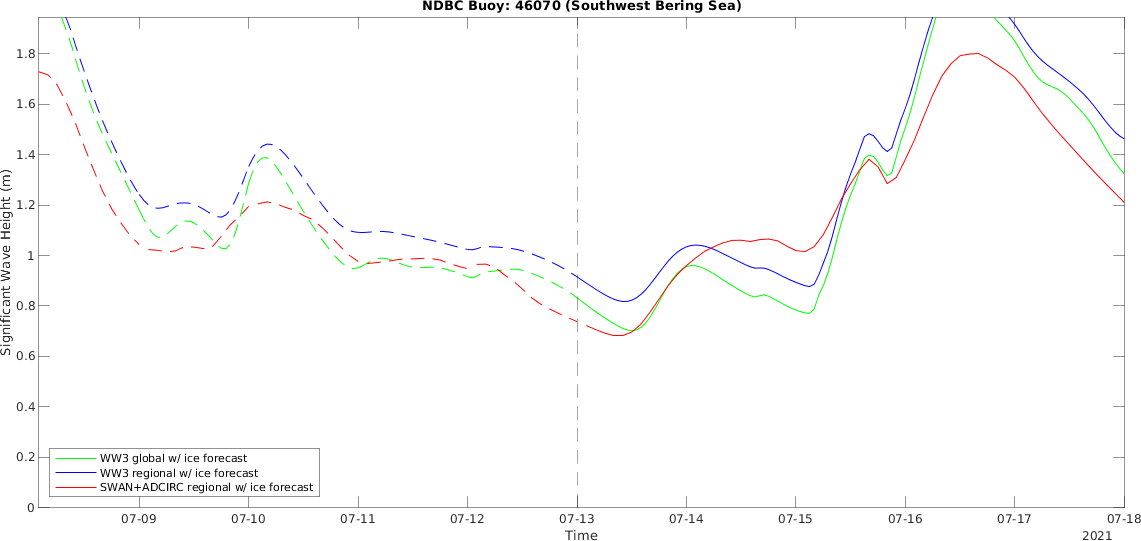 NDBC Buoy: 46070 (Southwest Bering Sea)
Significant Wave Height (m)
1.8
1.6
1.4
1.2
1
0.8
0.6
0.4
0.2
0
WW3 global w/ ice forecast
WW3 regional w/ ice forecast
SWAN+ADCIRC regional w/ ice forecast
07-09 07-10 07-11 07-12 07-13 07-14 07-15 07-16 07-17 07-18
Time
2021